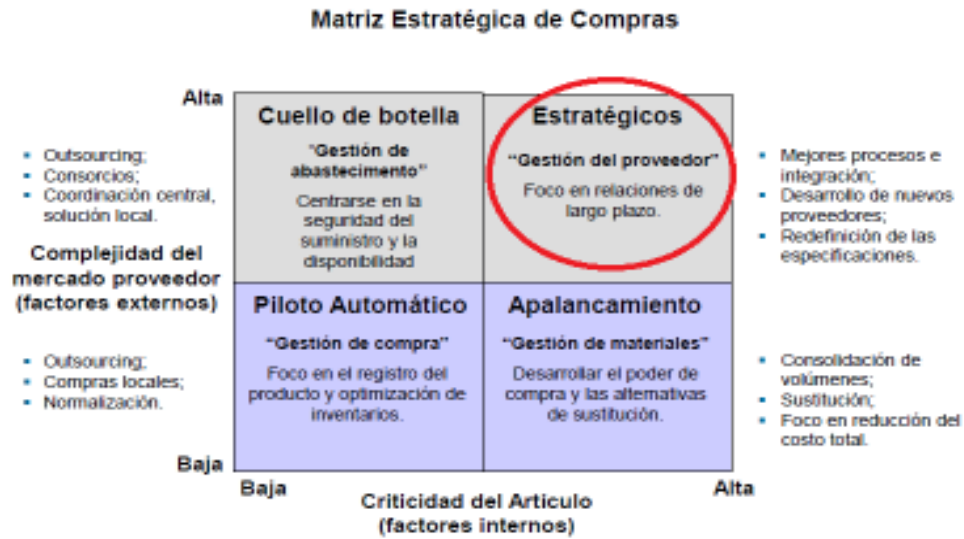 Matriz Estratégica de Compras
Alta
Cuello de botella
"Gestión de
abastecimento"
Centrarse en la
seguridad del
suministro y la
disponibilidad
Estratégicos
“Gestión del proveedor”
Foco en relaciones de
largo plazo.
Outsourcing;
Consorcios;
Coordinación central,
solución local.
Mejores procesos e
integración;
Desarrollo de nuevos
proveedores;
Redefinición de las
especificaciones.
Complejidad del
mercado proveedor
(factores externos)
Piloto Automático
“Gestión de compra”
Foco en el registro del
producto y optimización de
inventarios.
Apalancamiento
“Gestión de materiales”
Desarrollar el poder de
compra y las alternativas
de sustitución.
Outsourcing;
Compras locales;
Normalización.
Consolidación de
volúmenes;
Sustitución;
Foco en reducción del
costo total.
Baja
Baja
Alta
Criticidad del Articulo
(factores internos)